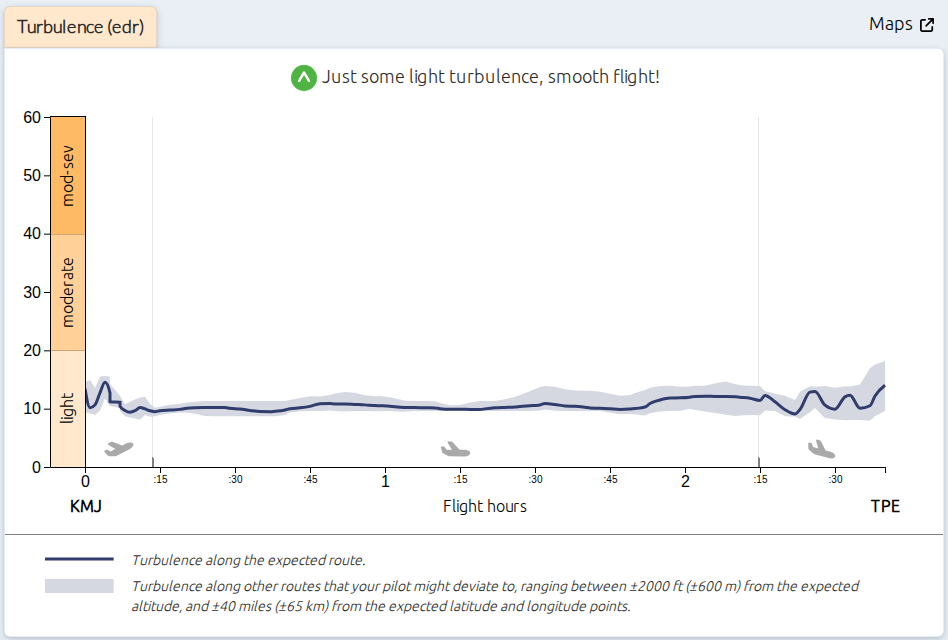 Turbulence (edr)
Maps
Just some light turbulence, smooth flight!
60
50
40
30
20
10
0
mod-sev
moderate
light
0 :15 :30 :45 1 :15 :30 :45 2 :15 :30
KMJ Flight hours TPE
Turbulence along the expected route.
Turbulence along other routes that your pilot might deviate to, ranging between ±2000 ft (±600 m) from the expected
altitude, and ±40 miles (±65 km) from the expected latitude and longitude points.